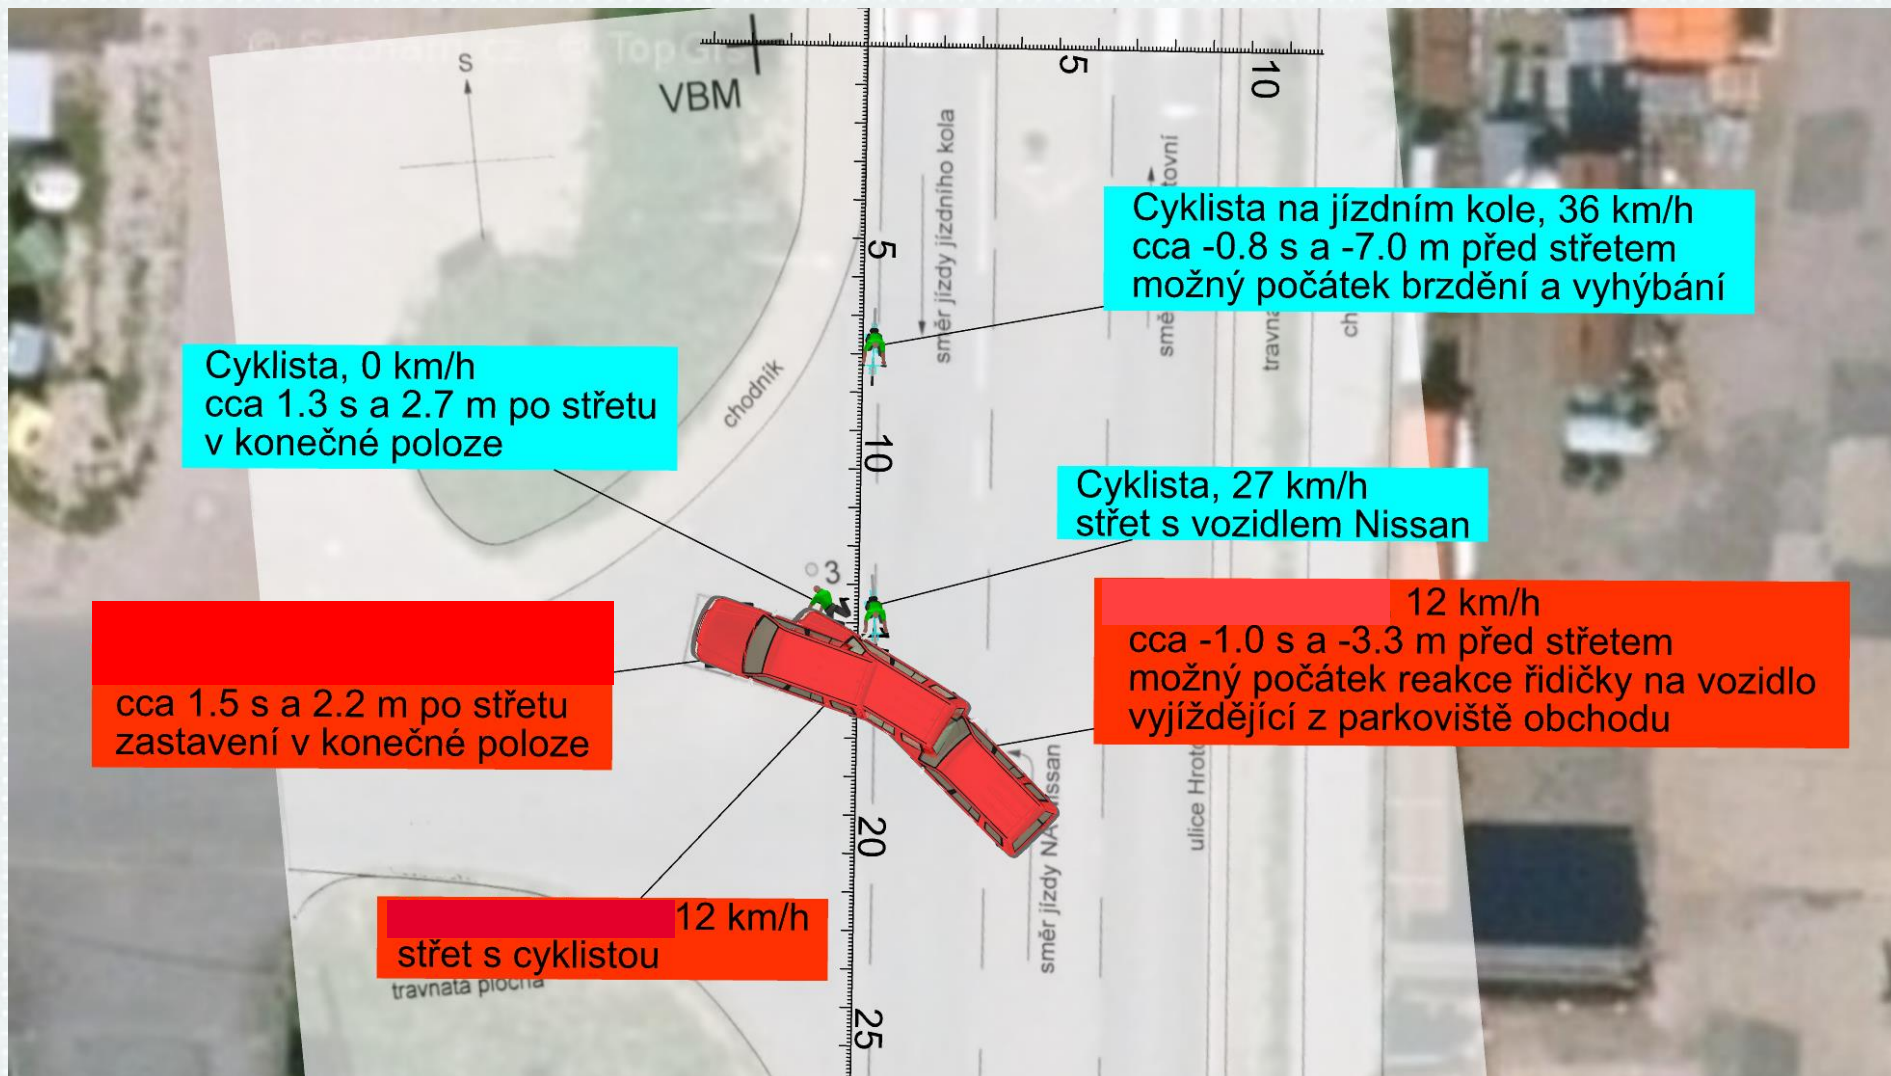 © Seznam.cz, © TopGis
S
VBM
5
10
směr jízdy jízdního kola
Cyklista na jízdním kole, 36 km/h
cca -0.8 s a -7.0 m před střetem
možný počátek brzdění a vyhýbání
5
Cyklista, 0 km/h
cca 1.3 s a 2.7 m po střetu
v konečné poloze
chodník
10
Cyklista, 27 km/h
střet s vozidlem Nissan
3
12 km/h
cca -1.0 s a -3.3 m před střetem
možný počátek reakce řidičky na vozidlo
vyjíždějící z parkoviště obchodu
cca 1.5 s a 2.2 m po střetu
zastavení v konečné poloze
20
směr jízdy NA Nissan
ulice
12 km/h
střet s cyklistou
travnatá plocha
25